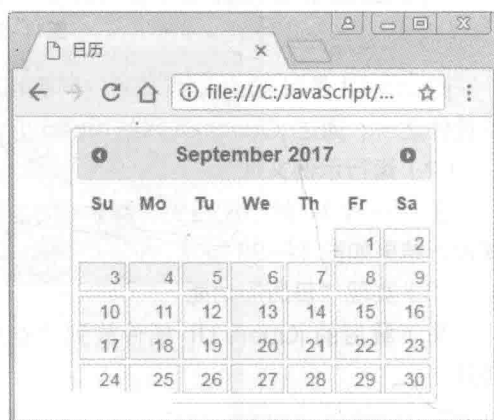 日历
file:///C:/JavaScript/...
September 2017
Su Mo Tu We Th Fr Sa
1 2
3 4 5 6 7 8 9
10 11 12 13 14 15 16
17 18 19 20 21 22 23
24 25 26 27 28 29 30